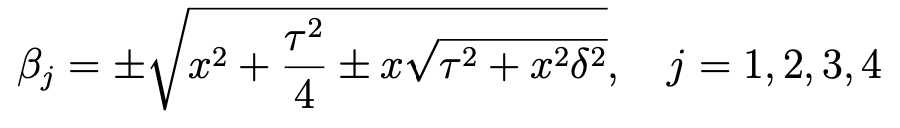 β_j = ±√(x² + τ²/4 ± x√(τ² + x²δ²)), j = 1, 2, 3, 4